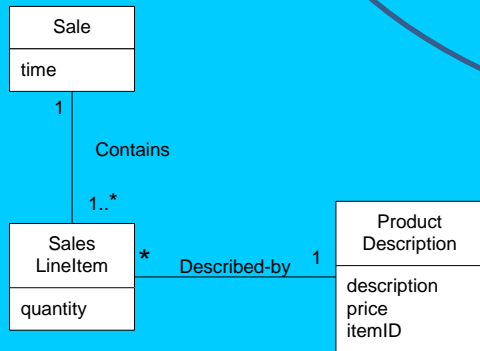 Sale
time
1
Contains
1..*
Sales
LineItem
quantity
*
Described-by
1
Product
Description
description
price
itemID